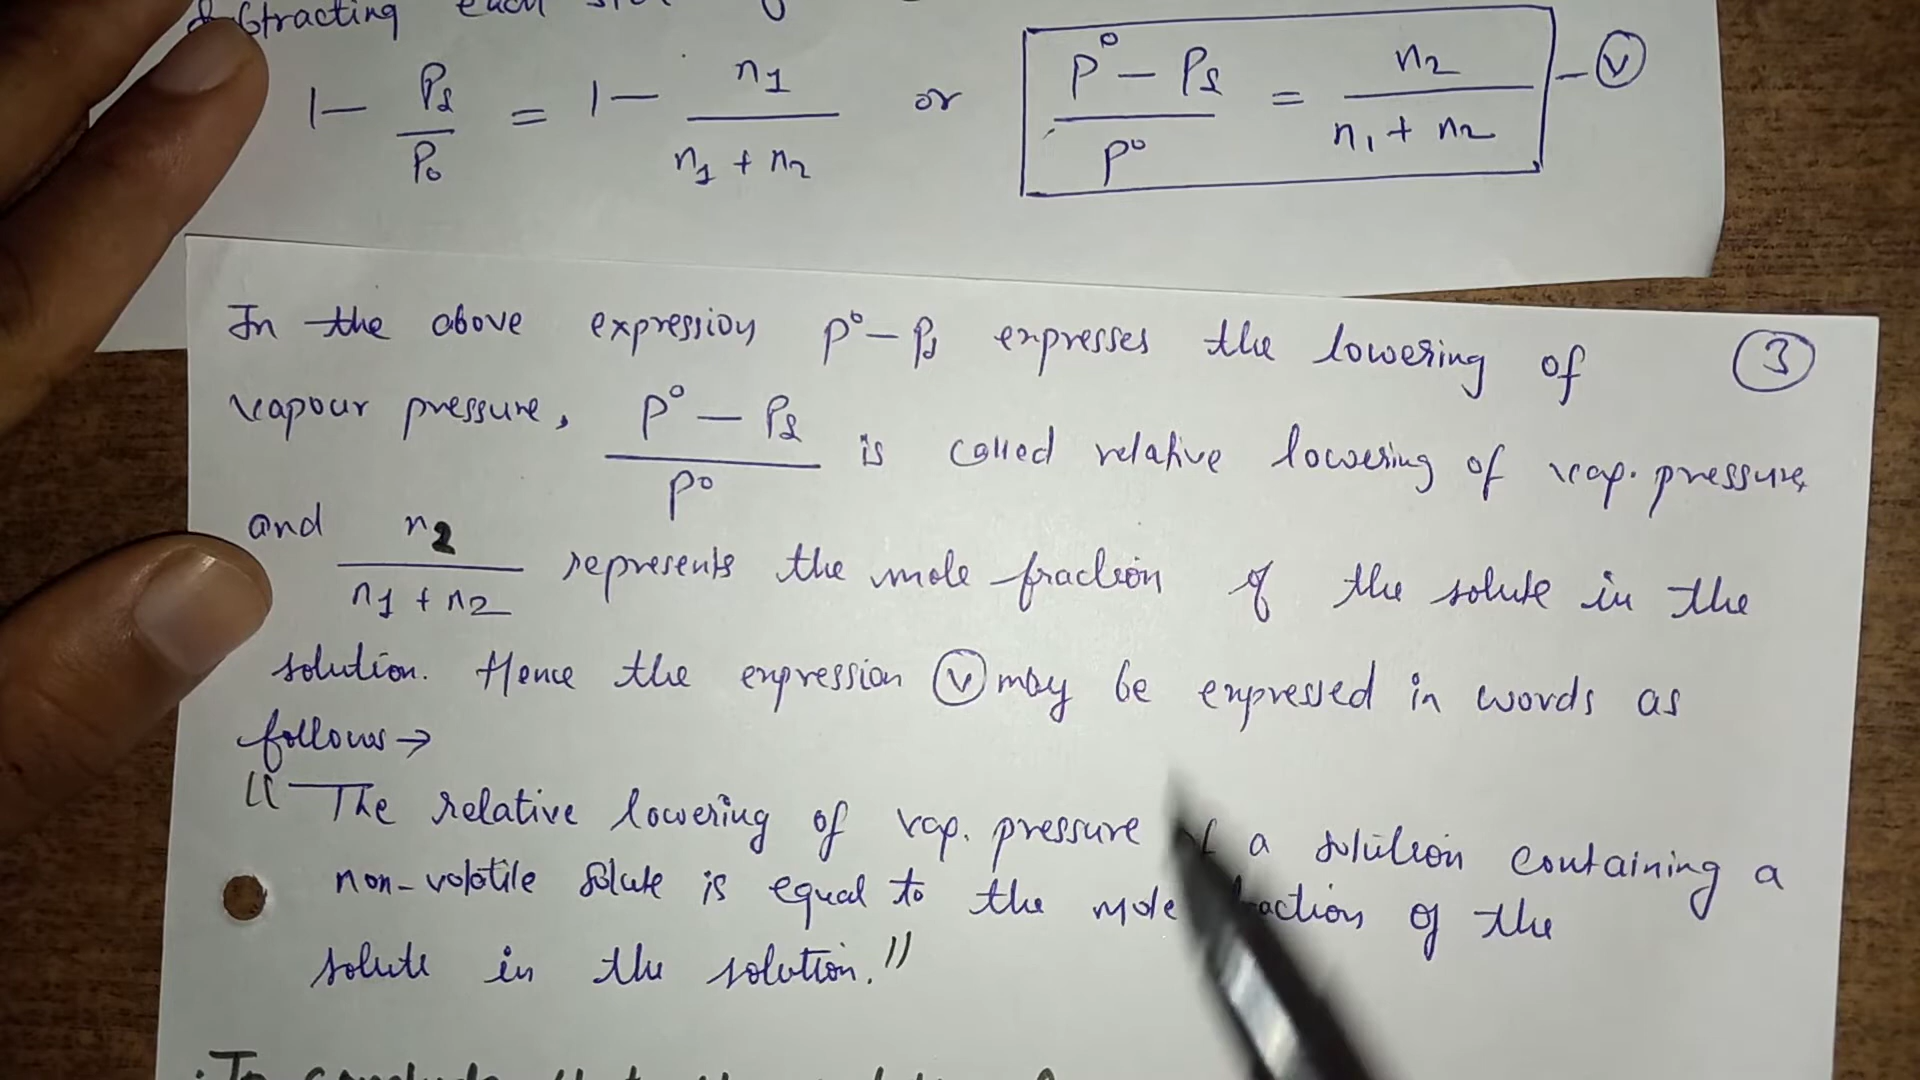 each
1 - Ps/P0 = 1 - n1/(n1 + n2) or P° - Ps/P° = n2/(n1 + n2) - (V)
In the above expression P° - Ps expresses the lowering of (3)
vapour pressure, P° - Ps/P° is called relative lowering of vap. pressure,
and n2/(n1 + n2) represents the mole fraction of the solute in the
solution. Hence the expression (V) may be expressed in words as
follows →
"The relative lowering of vap. pressure a solution containing a
non-volatile solute is equal to the mole of the
solute in the solution."